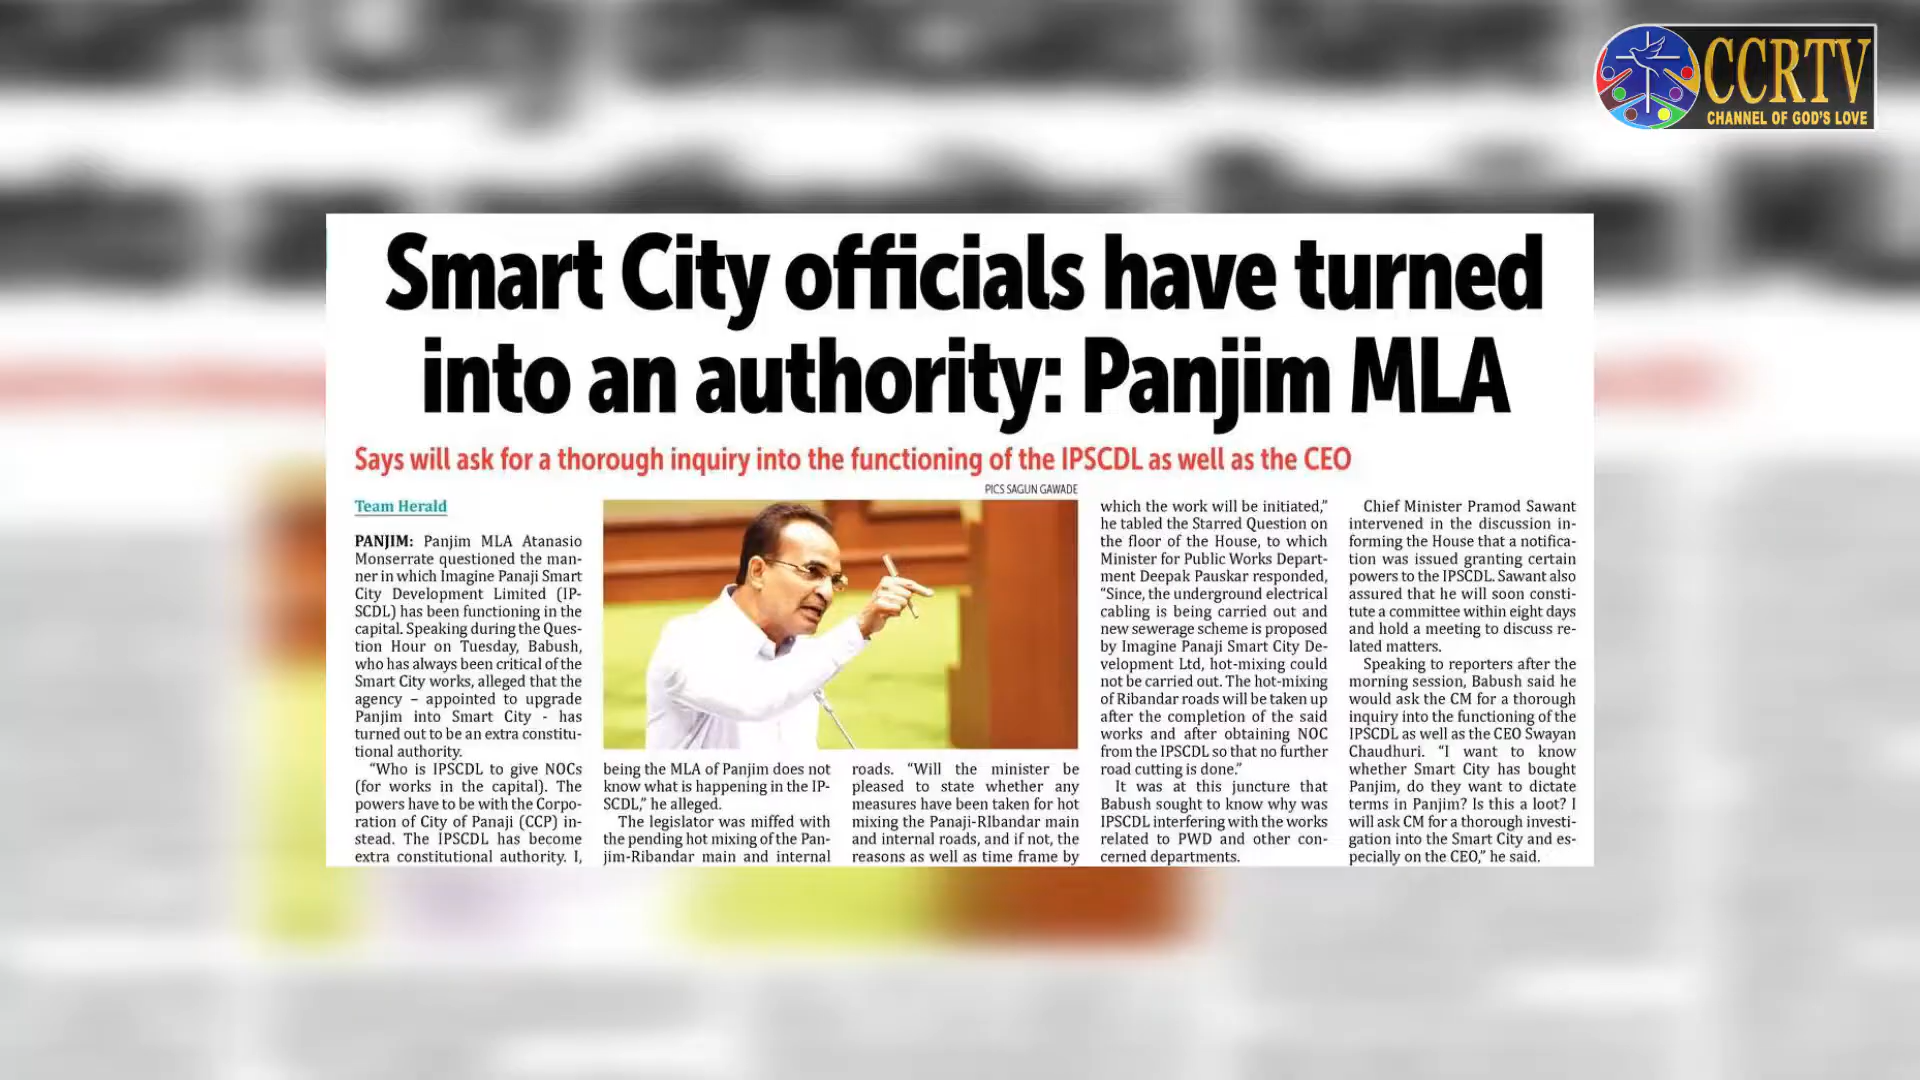 CCRTV
CHANNEL OF GOD'S LOVE
Smart City officials have turned
into an authority: Panjim MLA
Says will ask for a thorough inquiry into the functioning of the IPSCDL as well as the CEO
PICS SAGUN GAWADE
Team Herald
PANJIM: Panjim MLA Atanasio
Monserrate questioned the man-
ner in which Imagine Panaji Smart
City Development Limited (IP-
SCDL) has been functioning in the
capital. Speaking during the Ques-
tion Hour on Tuesday, Babush,
who has always been critical of the
Smart City works, alleged that the
agency – appointed to upgrade
Panjim into Smart City - has
turned out to be an extra constitu-
tional authority.
“Who is IPSCDL to give NOCs
(for works in the capital). The
powers have to be with the Corpo-
ration of City of Panaji (CCP) in-
stead. The IPSCDL has become
extra constitutional authority. I,
being the MLA of Panjim does not
know what is happening in the IP-
SCDL,” he alleged.
The legislator was miffed with
the pending hot mixing of the Pan-
jim-Ribandar main and internal
roads. “Will the minister be
pleased to state whether any
measures have been taken for hot
mixing the Panaji-RIbandar main
and internal roads, and if not, the
reasons as well as time frame by
which the work will be initiated,”
he tabled the Starred Question on
the floor of the House, to which
Minister for Public Works Depart-
ment Deepak Pauskar responded,
“Since, the underground electrical
cabling is being carried out and
new sewerage scheme is proposed
by Imagine Panaji Smart City De-
velopment Ltd, hot-mixing could
not be carried out. The hot-mixing
of Ribandar roads will be taken up
after the completion of the said
works and after obtaining NOC
from the IPSCDL so that no further
road cutting is done.”
It was at this juncture that
Babush sought to know why was
IPSCDL interfering with the works
related to PWD and other con-
cerned departments.
Chief Minister Pramod Sawant
intervened in the discussion in-
forming the House that a notifica-
tion was issued granting certain
powers to the IPSCDL. Sawant also
assured that he will soon consti-
tute a committee within eight days
and hold a meeting to discuss re-
lated matters.
Speaking to reporters after the
morning session, Babush said he
would ask the CM for a thorough
inquiry into the functioning of the
IPSCDL as well as the CEO Swayan
Chaudhuri. “I want to know
whether Smart City has bought
Panjim, do they want to dictate
terms in Panjim? Is this a loot? I
will ask CM for a thorough investi-
gation into the Smart City and es-
pecially on the CEO,” he said.